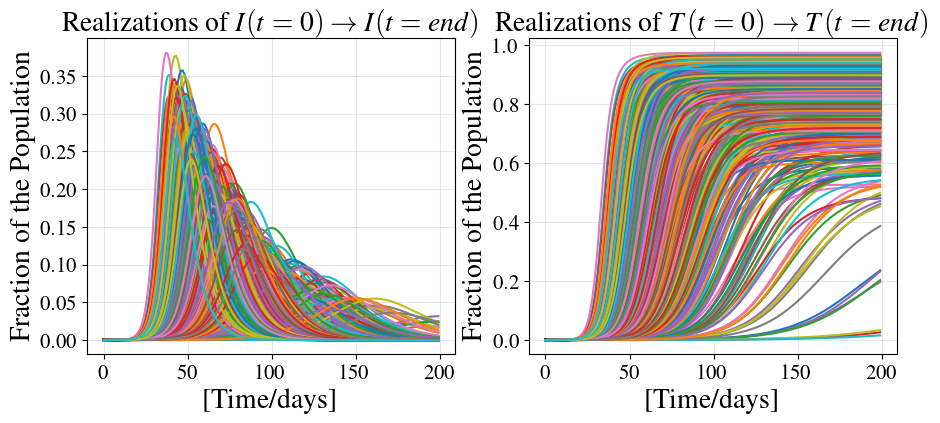 Realizations of I(t = 0) → I(t = end)
Fraction of the Population
0.35
0.30
0.25
0.20
0.15
0.10
0.05
0.00
0 50 100 150 200
[Time/days]
Realizations of T(t = 0) → T(t = end)
Fraction of the Population
1.0
0.8
0.6
0.4
0.2
0.0
0 50 100 150 200
[Time/days]